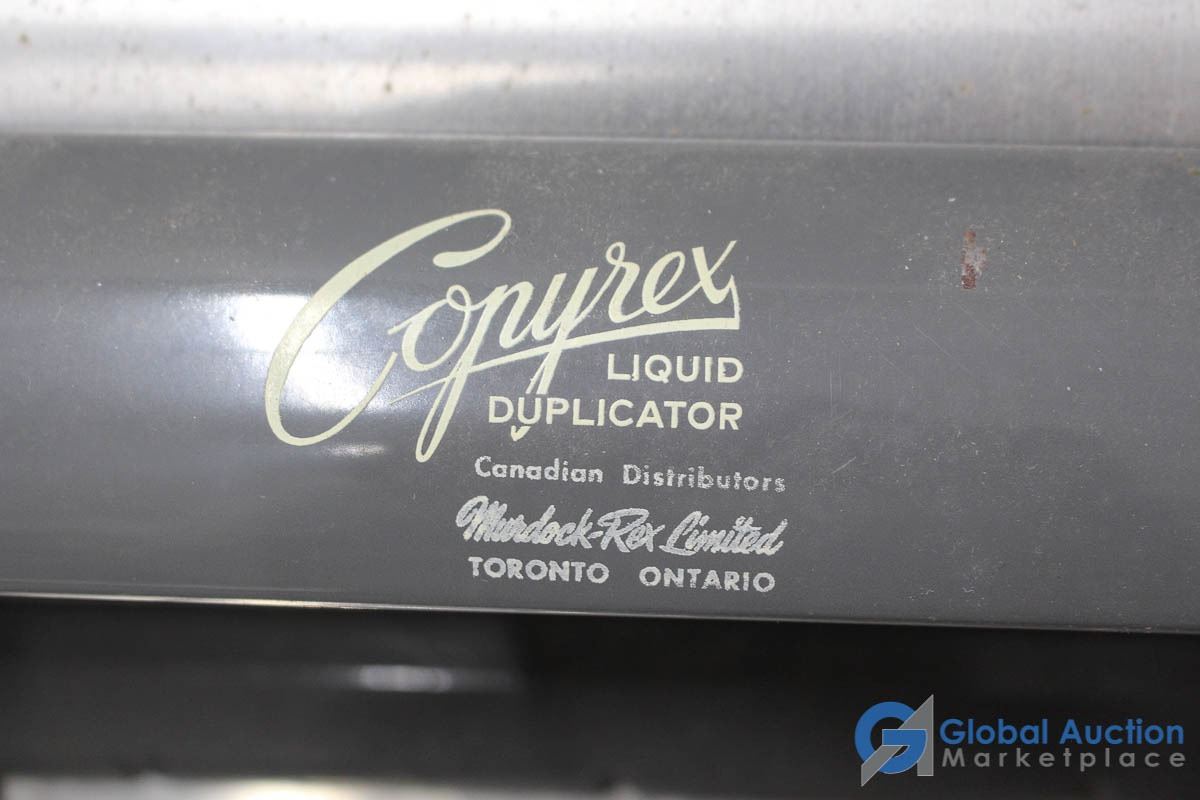 Copyrex
LIQUID
DUPLICATOR
Canadian Distributors
Murdock-Rex Limited
TORONTO ONTARIO
Global Auction
Marketplace